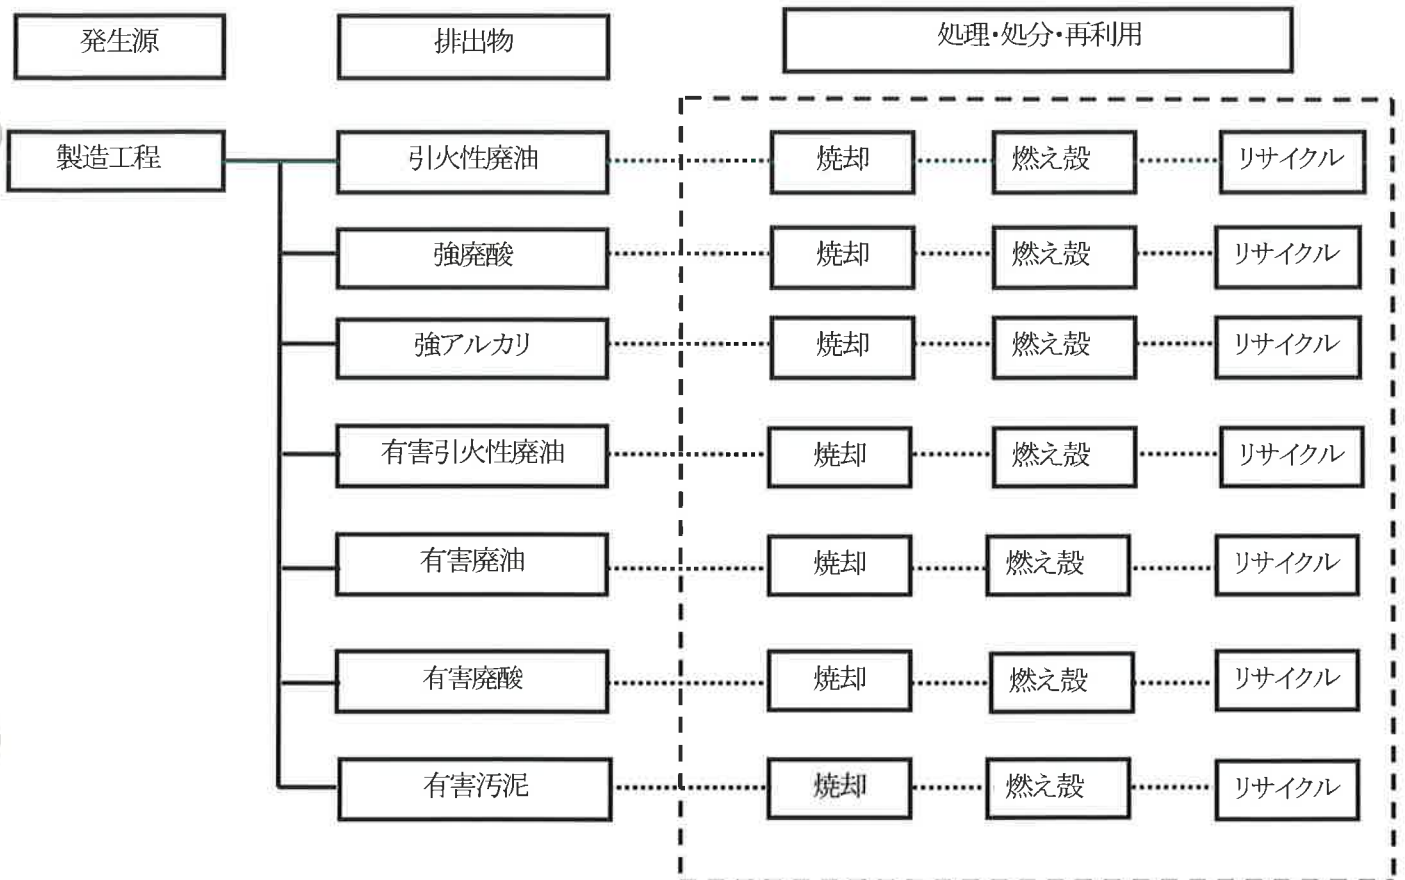 発生源
排出物
処理・処分・再利用
製造工程
引火性廃油
焼却
燃え殻
リサイクル
強廃酸
焼却
燃え殻
リサイクル
強アルカリ
焼却
燃え殻
リサイクル
有害引火性廃油
焼却
燃え殻
リサイクル
有害廃油
焼却
燃え殻
リサイクル
有害廃酸
焼却
燃え殻
リサイクル
有害汚泥
焼却
燃え殻
リサイクル